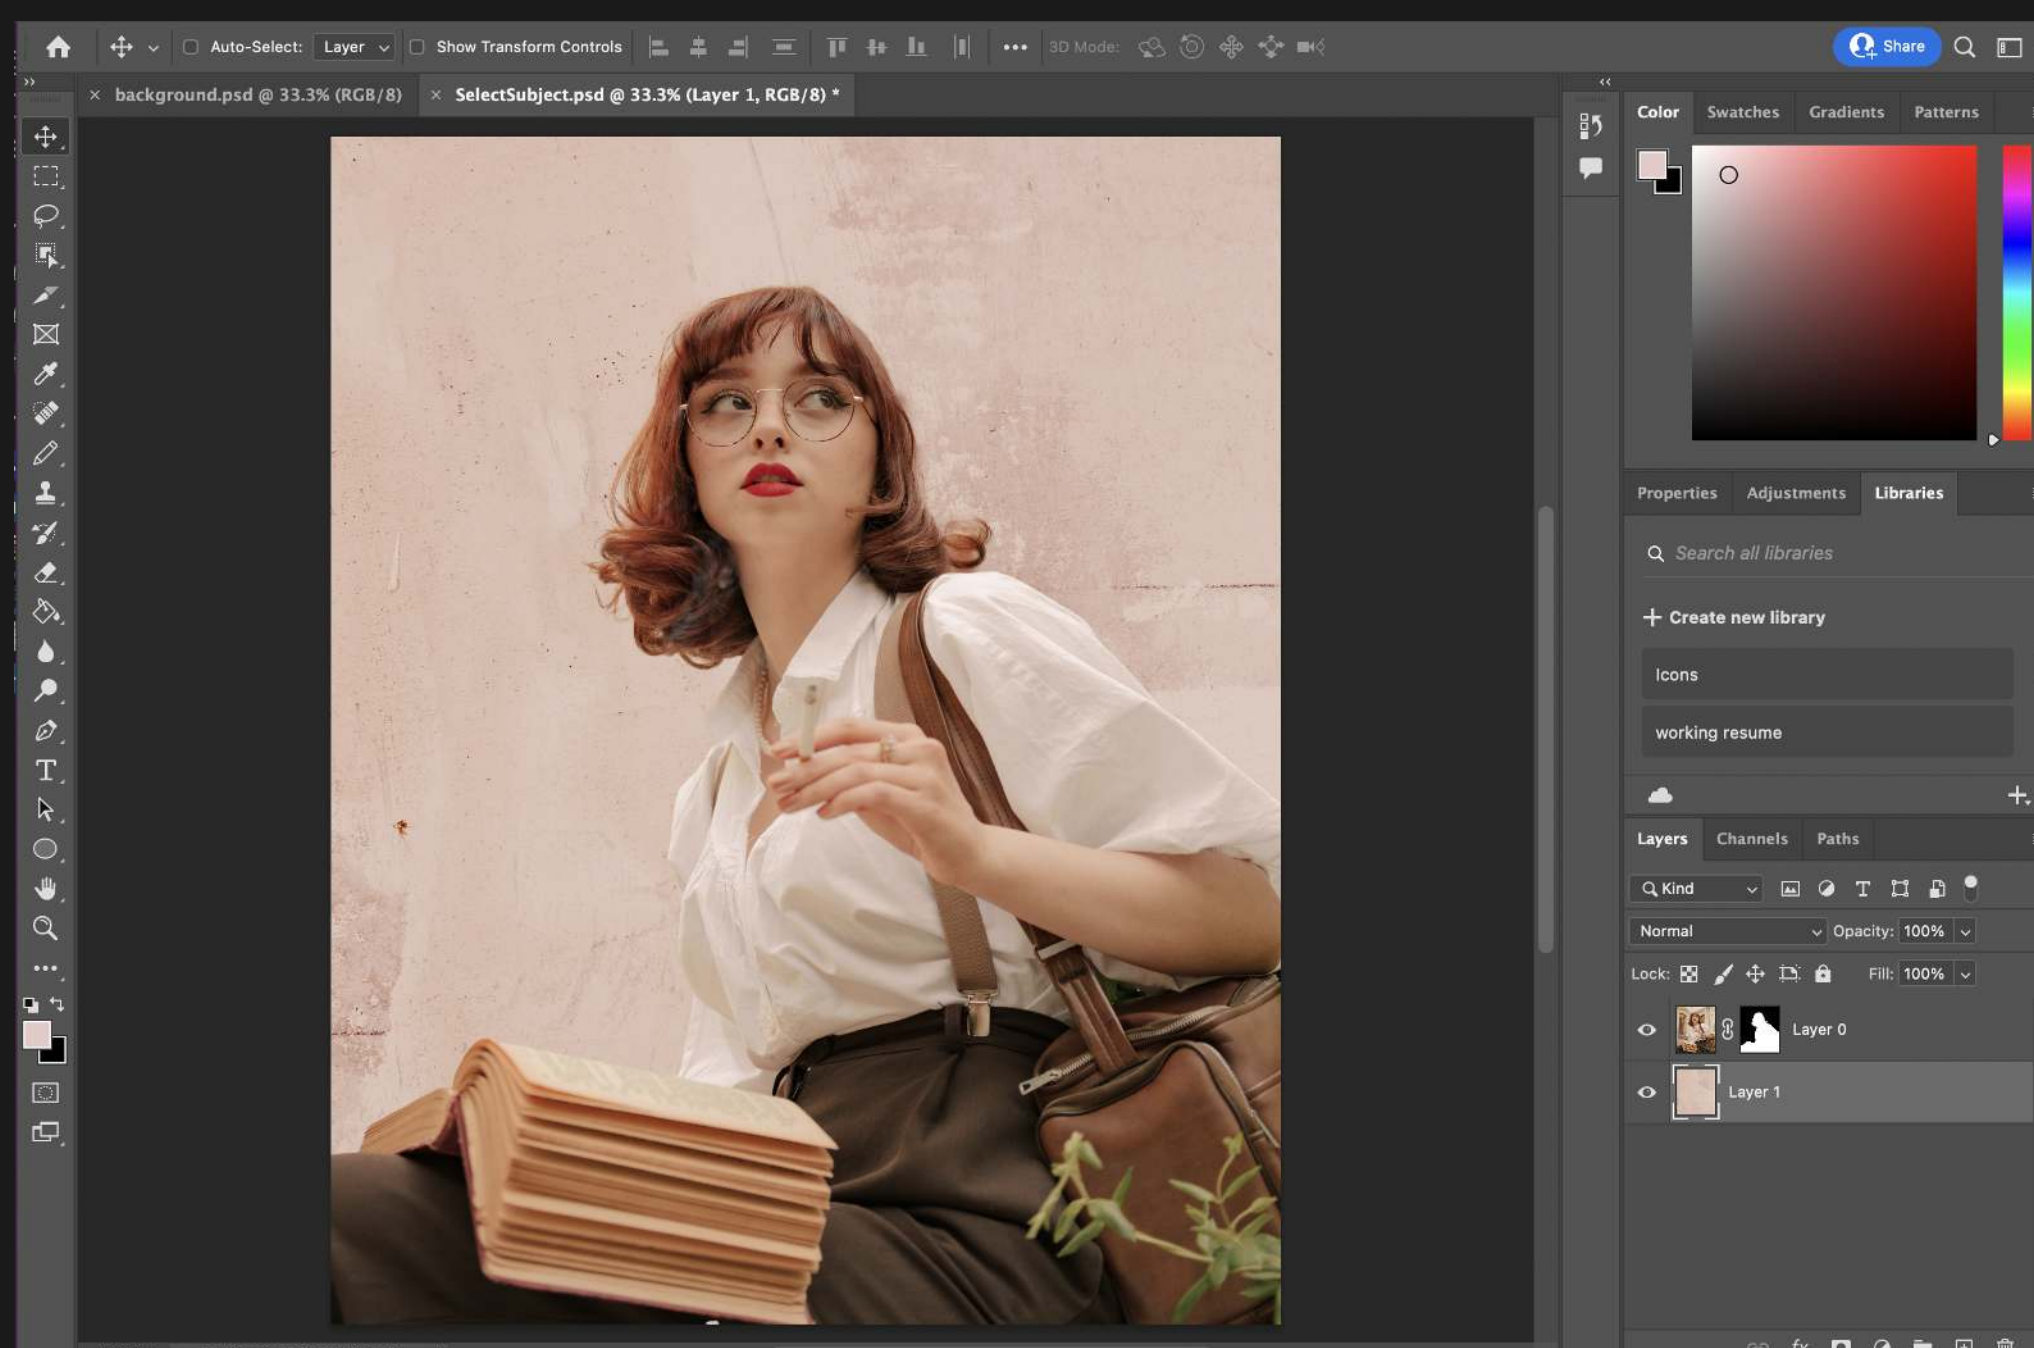 Auto-Select: Layer Show Transform Controls 3D Mode: Share
background.psd @ 33.3% (RGB/8) SelectSubject.psd @ 33.3% (Layer 1, RGB/8) *
Color Swatches Gradients Patterns
Properties Adjustments Libraries
Search all libraries
+ Create new library
Icons
working resume
Layers Channels Paths
Kind
Normal Opacity: 100%
Lock: Fill: 100%
Layer 0
Layer 1
fx